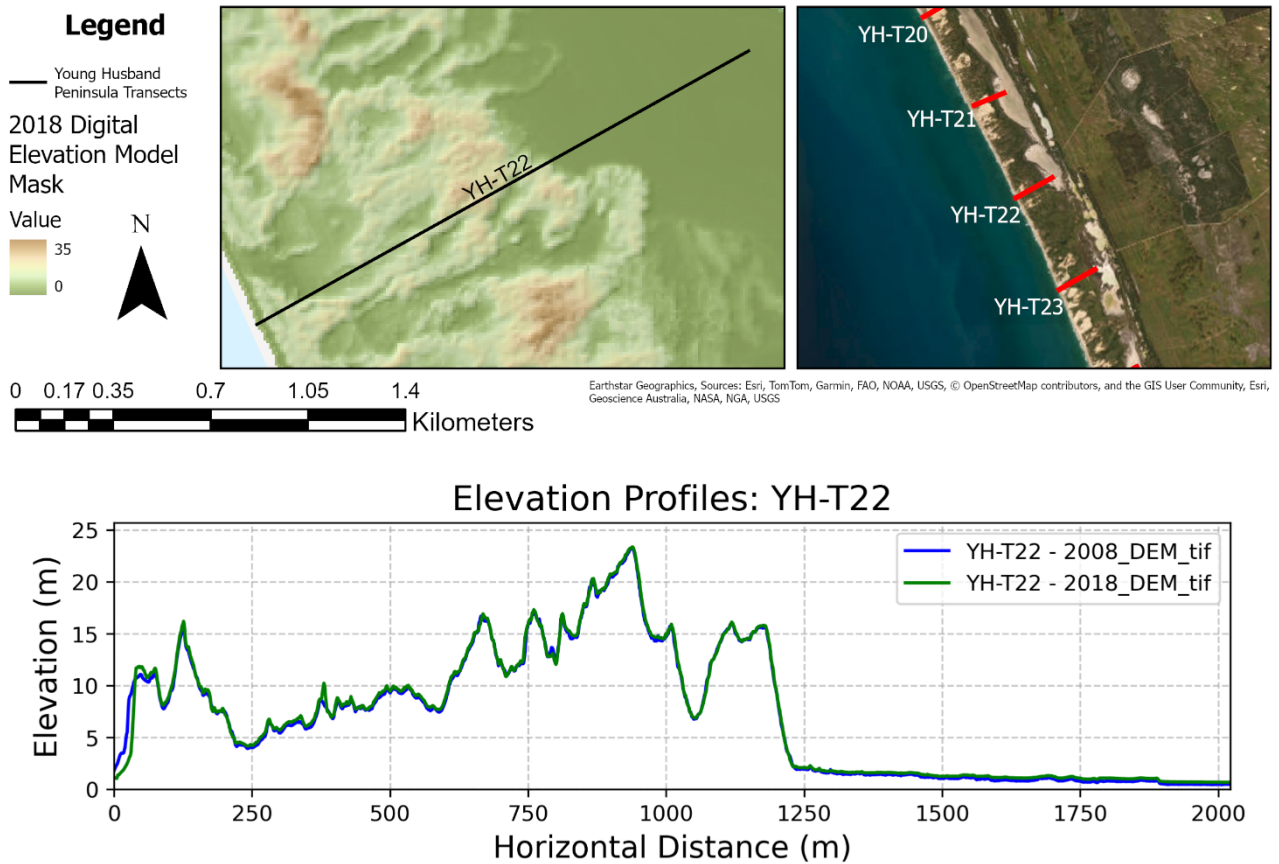 Legend
Young Husband
Peninsula Transects
2018 Digital
Elevation Model
Mask
Value
35
0
N
YH-T22
YH-T20
YH-T21
YH-T22
YH-T23
0 0.17 0.35 0.7 1.05 1.4
Kilometers
Earthstar Geographics, Sources: Esri, TomTom, Garmin, FAO, NOAA, USGS, © OpenStreetMap contributors, and the GIS User Community, Esri,
Geoscience Australia, NASA, NGA, USGS
Elevation Profiles: YH-T22
YH-T22 - 2008_DEM_tif
YH-T22 - 2018_DEM_tif
Elevation (m)
25
20
15
10
5
0
0 250 500 750 1000 1250 1500 1750 2000
Horizontal Distance (m)